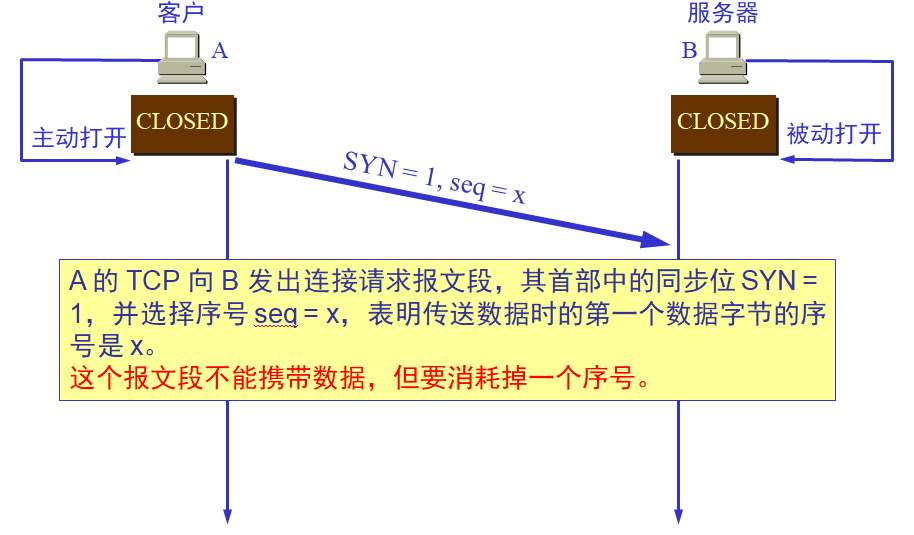 客户
服务器
A
B
CLOSED
CLOSED
主动打开
被动打开
SYN = 1, seq = x
A 的 TCP 向 B 发出连接请求报文段，其首部中的同步位 SYN =
1，并选择序号 seq = x，表明传送数据时的第一个数据字节的序
号是 x。
这个报文段不能携带数据，但要消耗掉一个序号。